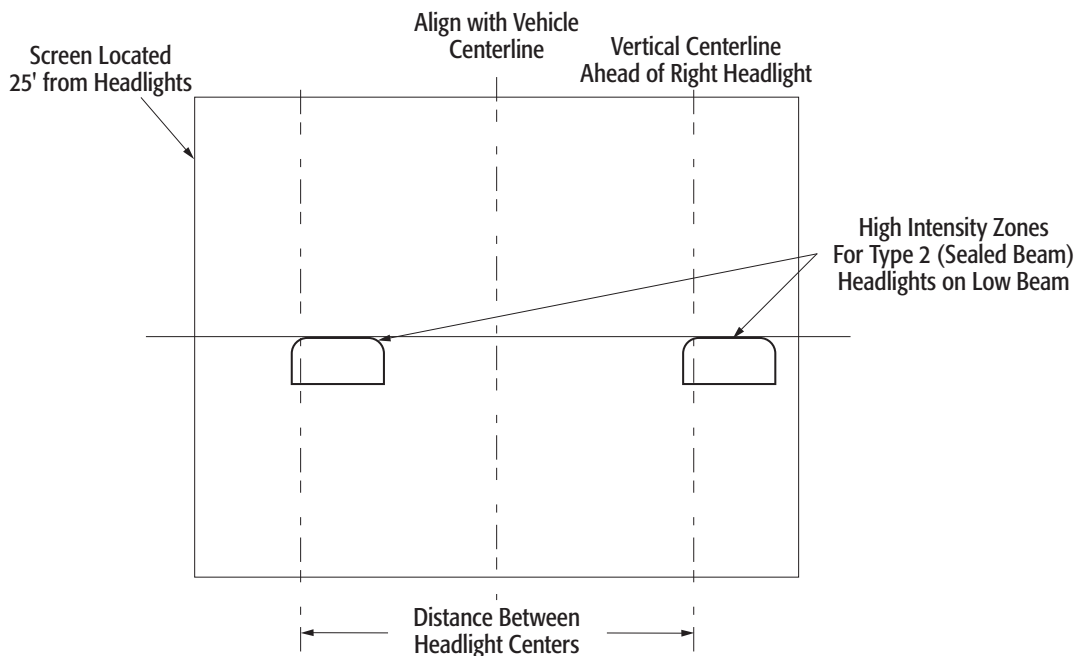 Align with Vehicle
Centerline
Screen Located
25' from Headlights
Vertical Centerline
Ahead of Right Headlight
High Intensity Zones
For Type 2 (Sealed Beam)
Headlights on Low Beam
Distance Between
Headlight Centers